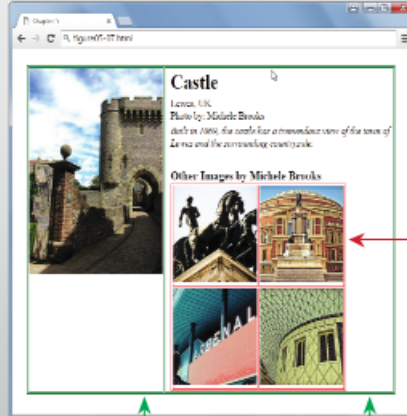 Chapter 5
figure05-07.html
Castle
Lewes, UK
Photo by: Michele Brooks
Built in 1069, the castle has a tremendous view of the town of
Lewes and the surrounding countryside.
Other Images by Michele Brooks
ARSENAL